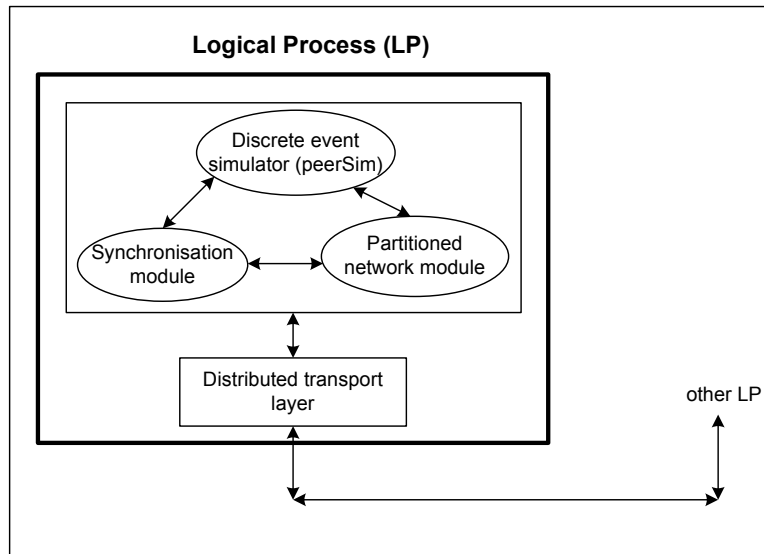 Logical Process (LP)
Discrete event
simulator (peerSim)
Synchronisation
module
Partitioned
network module
Distributed transport
layer
other LP